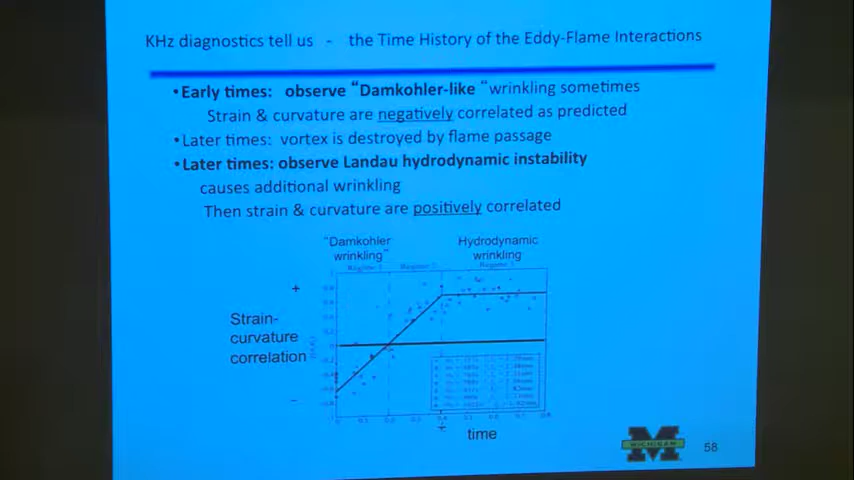 KHz diagnostics tell us - the Time History of the Eddy-Flame Interactions
•Early times: observe "Damkohler-like "wrinkling sometimes
Strain & curvature are negatively correlated as predicted
•Later times: vortex is destroyed by flame passage
•Later times: observe Landau hydrodynamic instability
causes additional wrinkling
Then strain & curvature are positively correlated
"Damkohler
wrinkling"
Hydrodynamic
wrinkling
+
Strain-
curvature
correlation
–
time
MICHIGAN
58